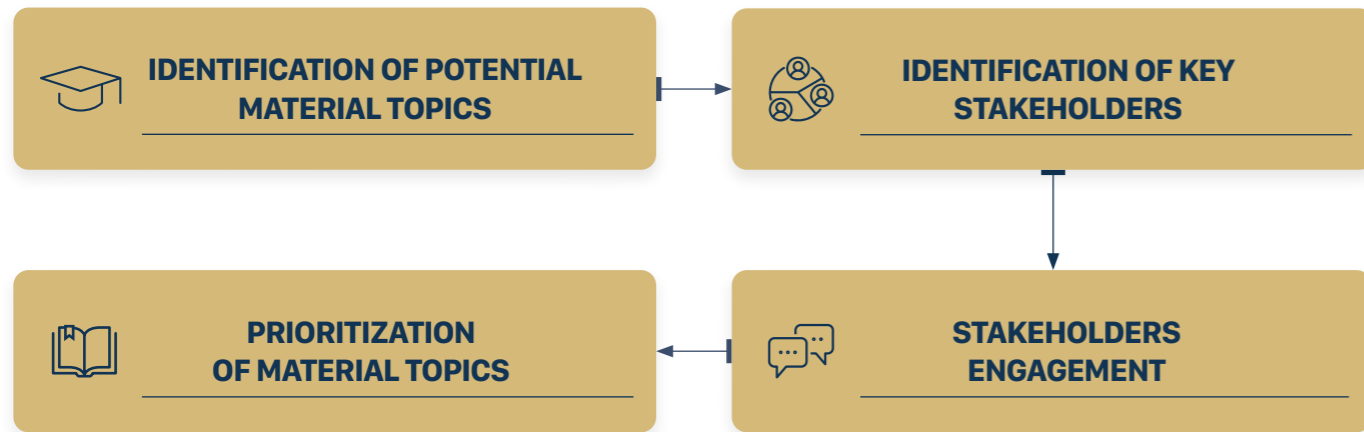 IDENTIFICATION OF POTENTIAL
MATERIAL TOPICS
IDENTIFICATION OF KEY
STAKEHOLDERS
STAKEHOLDERS
ENGAGEMENT
PRIORITIZATION
OF MATERIAL TOPICS